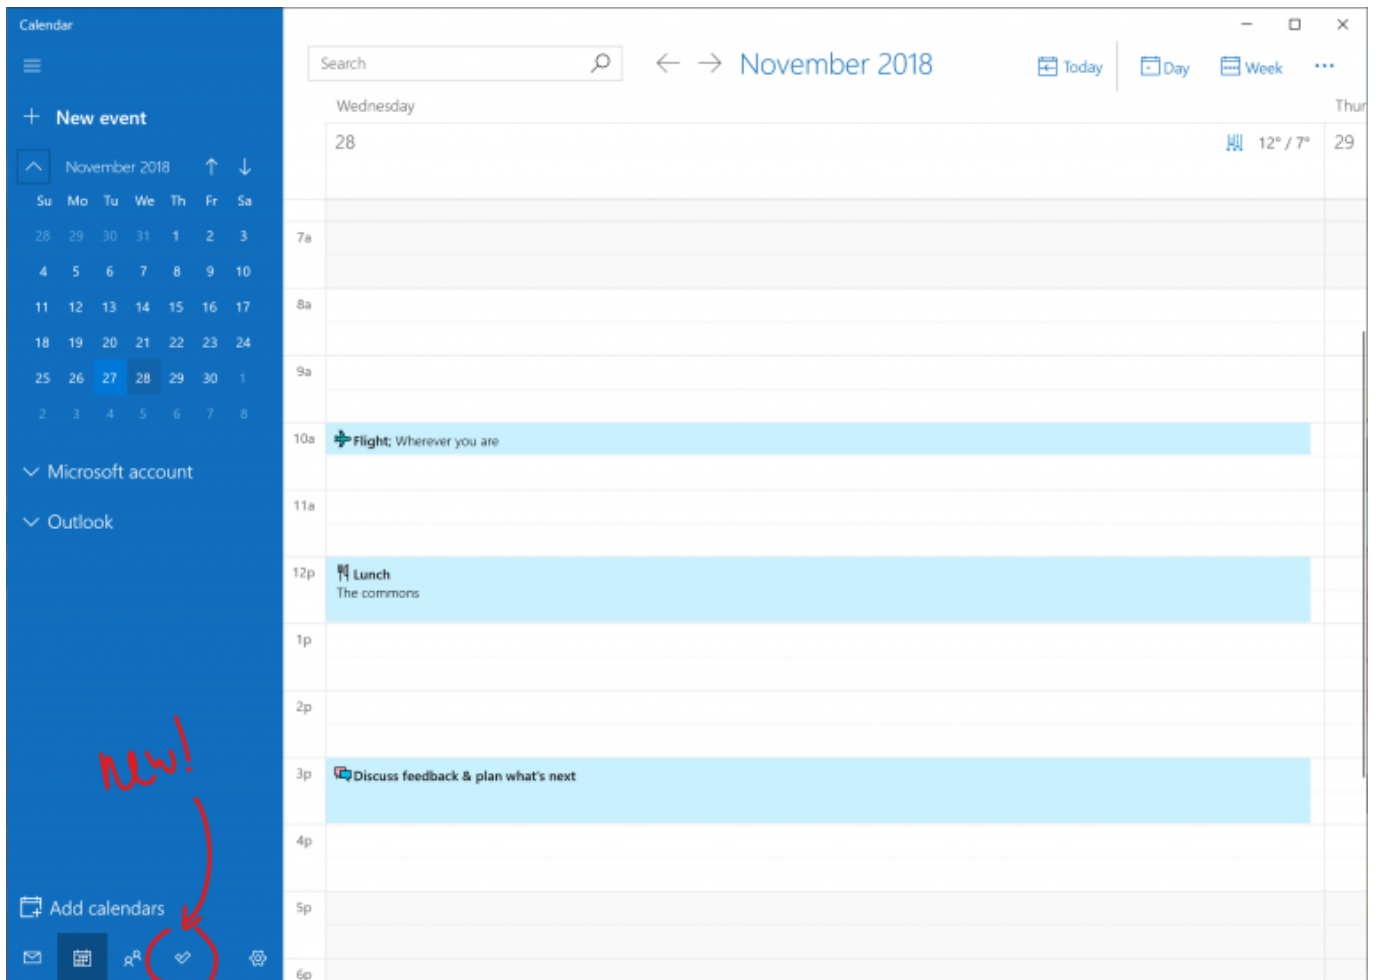 Calendar
Search
November 2018
Today
Day
Week
Wednesday
Thur
New event
28
12° / 7°
29
November 2018
Su Mo Tu We Th Fr Sa
28 29 30 31 1 2 3
4 5 6 7 8 9 10
11 12 13 14 15 16 17
18 19 20 21 22 23 24
25 26 27 28 29 30 1
2 3 4 5 6 7 8
Microsoft account
Outlook
New!
Add calendars
7a
8a
9a
10a
Flight; Wherever you are
11a
12p
Lunch
The commons
1p
2p
3p
Discuss feedback & plan what's next
4p
5p
6p